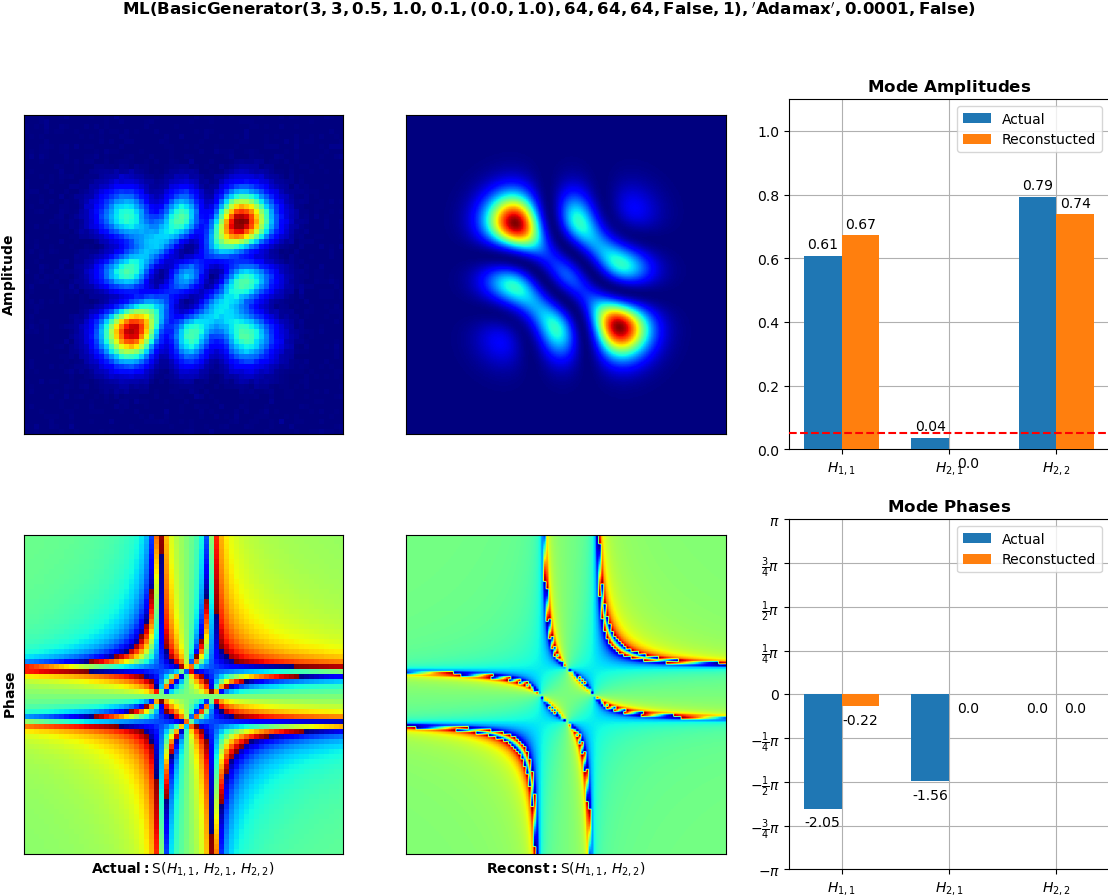 ML(BasicGenerator(3, 3, 0.5, 1.0, 0.1, (0.0, 1.0), 64, 64, 64, False, 1), ′Adamax′, 0.0001, False)
Amplitude
Mode Amplitudes
Actual
Reconstucted
1.0
0.8
0.6
0.4
0.2
0.0
0.61
0.67
0.04
0.0
0.79
0.74
H1,1
H2,1
H2,2
Phase
Actual: S(H1,1, H2,1, H2,2)
Reconst: S(H1,1, H2,2)
Mode Phases
Actual
Reconstucted
π
3/4π
1/2π
1/4π
0
−1/4π
−1/2π
−3/4π
−π
-2.05
-0.22
-1.56
0.0
0.0
0.0
H1,1
H2,1
H2,2